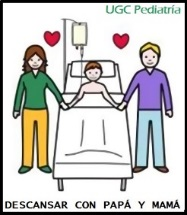 UGC Pediatría
DESCANSAR CON PAPÁ Y MAMÁ